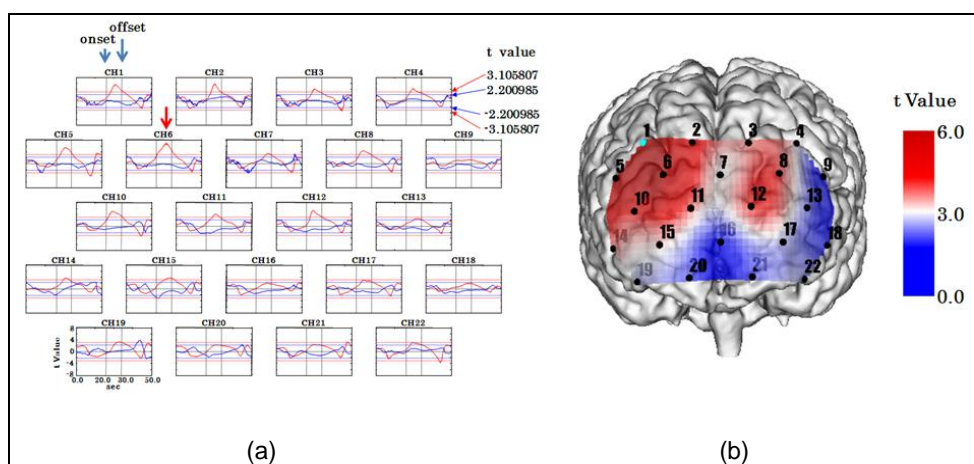 offset
onset
t value
CH1 CH2 CH3 CH4
3.105807
2.200985
-2.200985
-3.105807
CH5 CH6 CH7 CH8 CH9
CH10 CH11 CH12 CH13
CH14 CH15 CH16 CH17 CH18
CH19 CH20 CH21 CH22
t Value
8
4
0
-4
-8
0.0 20.0 30.0 50.0
sec
(a)
1 2 3 4
5 6 7 8 9
10 11 12 13
14 15 16 17 18
19 20 21 22
t Value
6.0
3.0
0.0
(b)